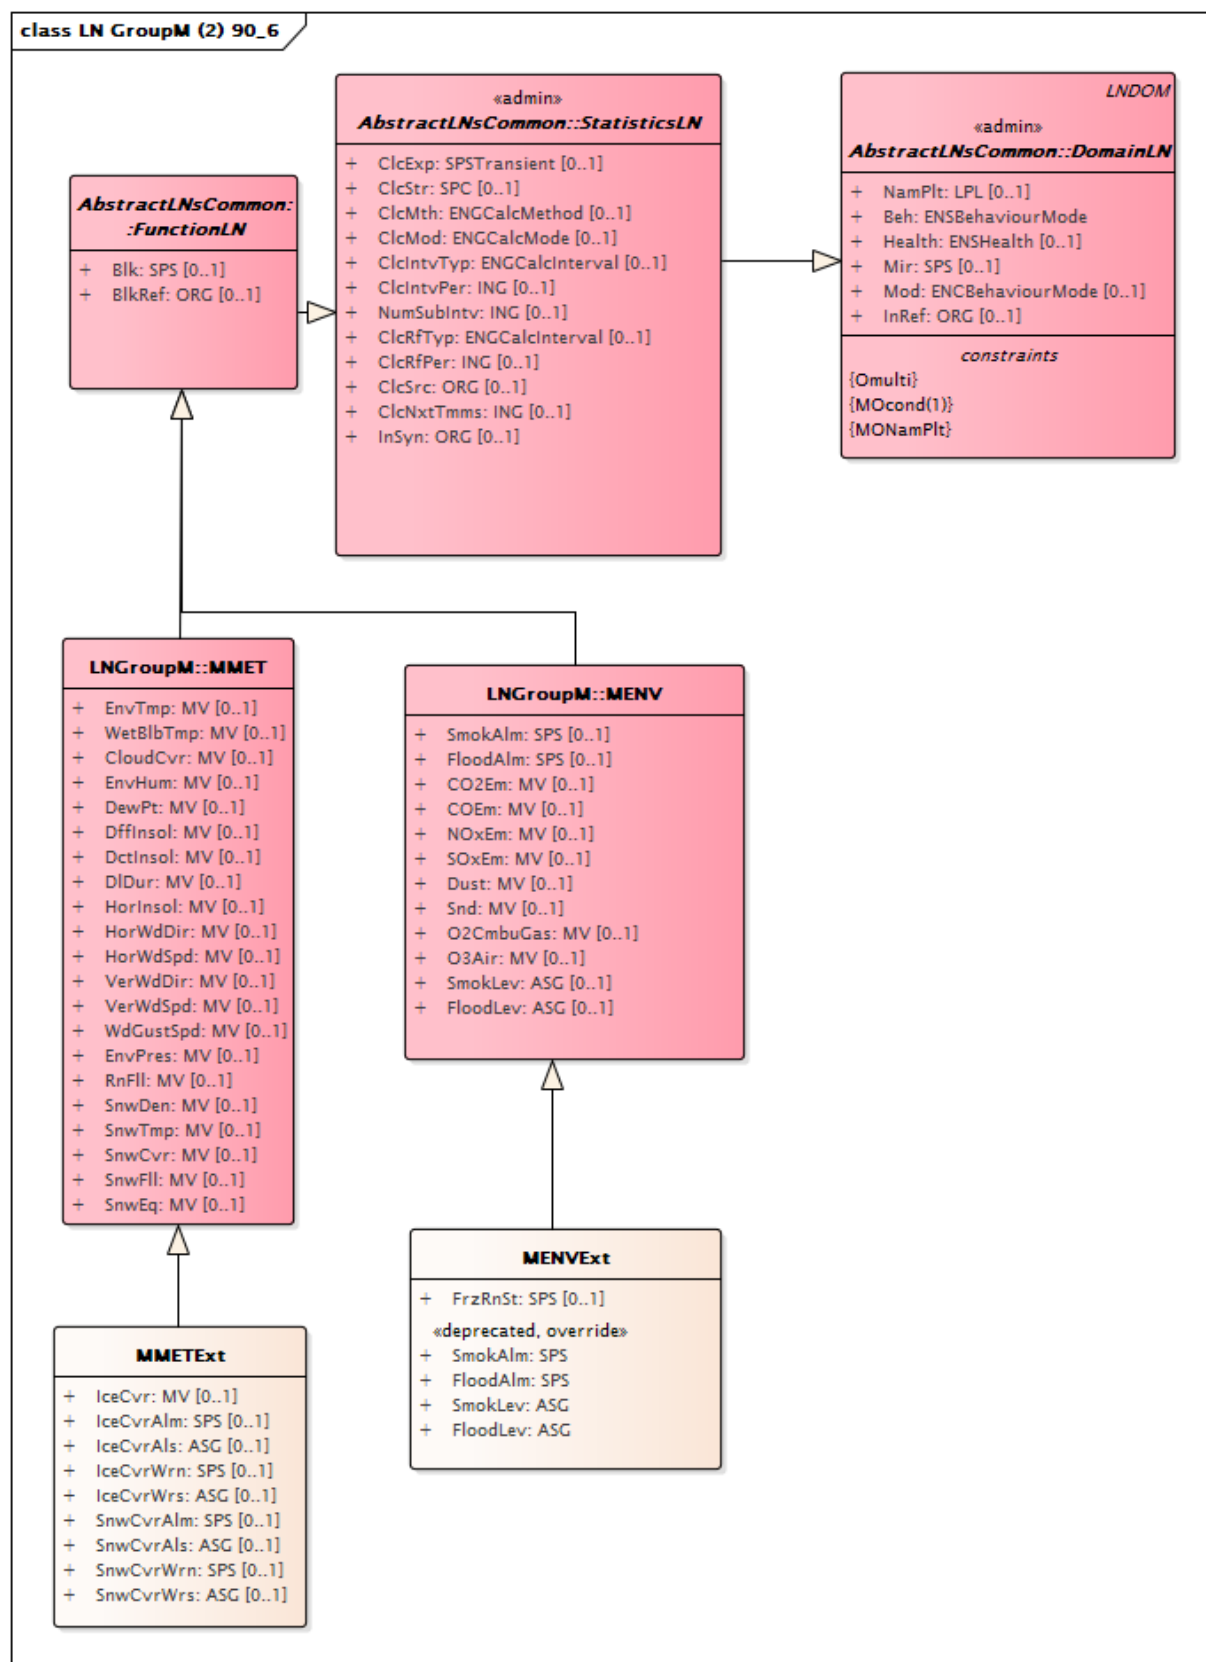 class LN GroupM (2) 90_6
«admin»
AbstractLNsCommon::StatisticsLN
+ ClcExp: SPSTransient [0..1]
+ ClcStr: SPC [0..1]
+ ClcMth: ENGCalcMethod [0..1]
+ ClcMod: ENGCalcMode [0..1]
+ ClcIntvTyp: ENGCalcInterval [0..1]
+ ClcIntvPer: ING [0..1]
+ NumSubIntv: ING [0..1]
+ ClcRfTyp: ENGCalcInterval [0..1]
+ ClcRfPer: ING [0..1]
+ ClcSrc: ORG [0..1]
+ ClcNxtTmms: ING [0..1]
+ InSyn: ORG [0..1]
LNDOM
«admin»
AbstractLNsCommon::DomainLN
+ NamPlt: LPL [0..1]
+ Beh: ENSBehaviourMode
+ Health: ENSHealth [0..1]
+ Mir: SPS [0..1]
+ Mod: ENCBehaviourMode [0..1]
+ InRef: ORG [0..1]
constraints
{Omulti}
{MOcond(1)}
{MONamPlt}
AbstractLNsCommon:
:FunctionLN
+ Blk: SPS [0..1]
+ BlkRef: ORG [0..1]
LNGroupM::MMET
+ EnvTmp: MV [0..1]
+ WetBlbTmp: MV [0..1]
+ CloudCvr: MV [0..1]
+ EnvHum: MV [0..1]
+ DewPt: MV [0..1]
+ DffInsol: MV [0..1]
+ DctInsol: MV [0..1]
+ DlDur: MV [0..1]
+ HorInsol: MV [0..1]
+ HorWdDir: MV [0..1]
+ HorWdSpd: MV [0..1]
+ VerWdDir: MV [0..1]
+ VerWdSpd: MV [0..1]
+ WdGustSpd: MV [0..1]
+ EnvPres: MV [0..1]
+ RnFll: MV [0..1]
+ SnwDen: MV [0..1]
+ SnwTmp: MV [0..1]
+ SnwCvr: MV [0..1]
+ SnwFll: MV [0..1]
+ SnwEq: MV [0..1]
LNGroupM::MENV
+ SmokAlm: SPS [0..1]
+ FloodAlm: SPS [0..1]
+ CO2Em: MV [0..1]
+ COEm: MV [0..1]
+ NOxEm: MV [0..1]
+ SOxEm: MV [0..1]
+ Dust: MV [0..1]
+ Snd: MV [0..1]
+ O2CmbuGas: MV [0..1]
+ O3Air: MV [0..1]
+ SmokLev: ASG [0..1]
+ FloodLev: ASG [0..1]
MENVExt
+ FrzRnSt: SPS [0..1]
«deprecated, override»
+ SmokAlm: SPS
+ FloodAlm: SPS
+ SmokLev: ASG
+ FloodLev: ASG
MMETExt
+ IceCvr: MV [0..1]
+ IceCvrAlm: SPS [0..1]
+ IceCvrAls: ASG [0..1]
+ IceCvrWrn: SPS [0..1]
+ IceCvrWrs: ASG [0..1]
+ SnwCvrAlm: SPS [0..1]
+ SnwCvrAls: ASG [0..1]
+ SnwCvrWrn: SPS [0..1]
+ SnwCvrWrs: ASG [0..1]